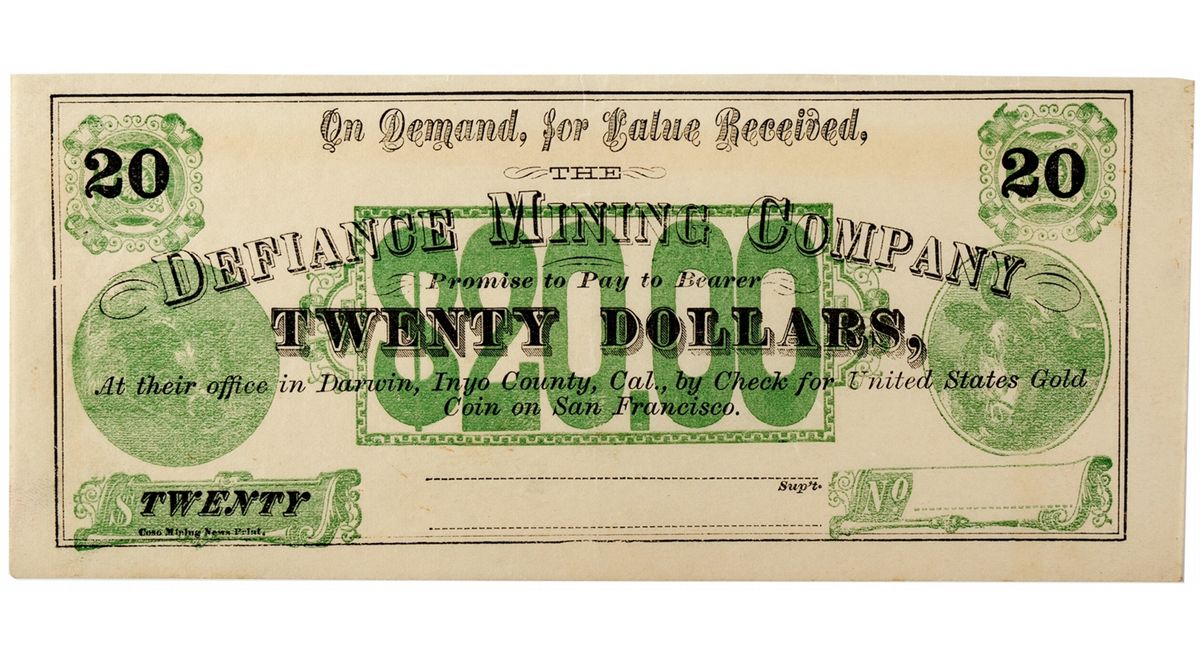 On Demand, for Value Received,
20
THE
20
DEFIANCE MINING COMPANY
$20.00
Promise to Pay to Bearer
TWENTY DOLLARS,
At their office in Darwin, Inyo County, Cal., by Check for United States Gold
Coin on San Francisco.
$ TWENTY
Coso Mining News Print.
Sup't.
No